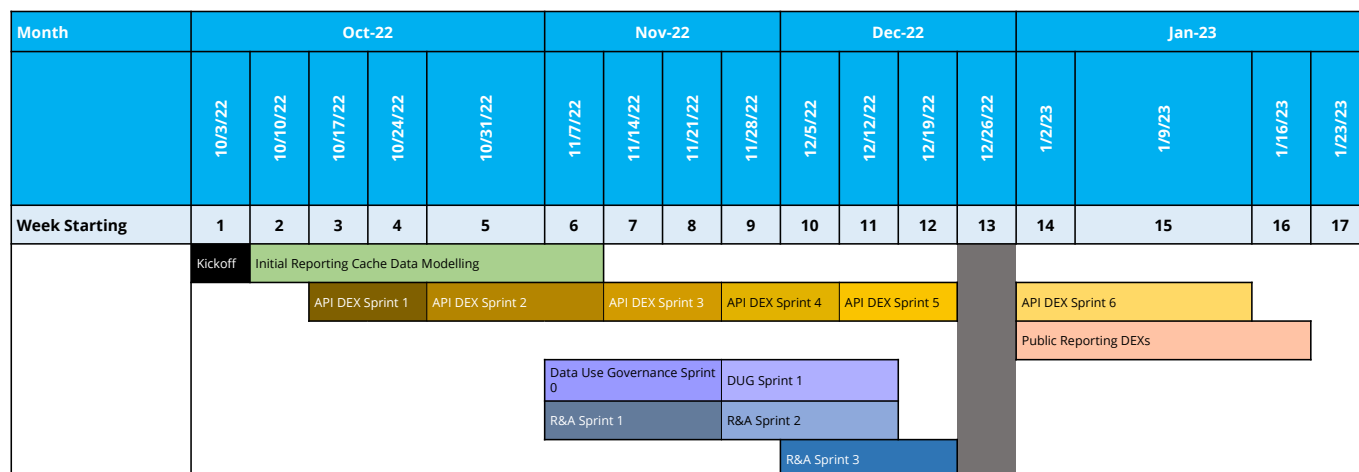 Month Oct-22 Nov-22 Dec-22 Jan-23
10/3/22 10/10/22 10/17/22 10/24/22 10/31/22 11/7/22 11/14/22 11/21/22 11/28/22 12/5/22 12/12/22 12/19/22 12/26/22 1/2/23 1/9/23 1/16/23 1/23/23
Week Starting 1 2 3 4 5 6 7 8 9 10 11 12 13 14 15 16 17
Kickoff Initial Reporting Cache Data Modelling
API DEX Sprint 1 API DEX Sprint 2 API DEX Sprint 3 API DEX Sprint 4 API DEX Sprint 5 API DEX Sprint 6
Public Reporting DEXs
Data Use Governance Sprint
0
DUG Sprint 1
R&A Sprint 1 R&A Sprint 2
R&A Sprint 3